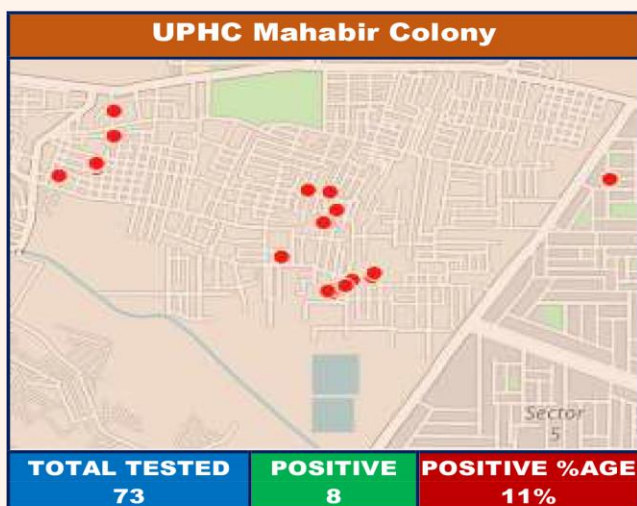 UPHC Mahabir Colony
Sector
5
TOTAL TESTED POSITIVE POSITIVE %AGE
73 8 11%